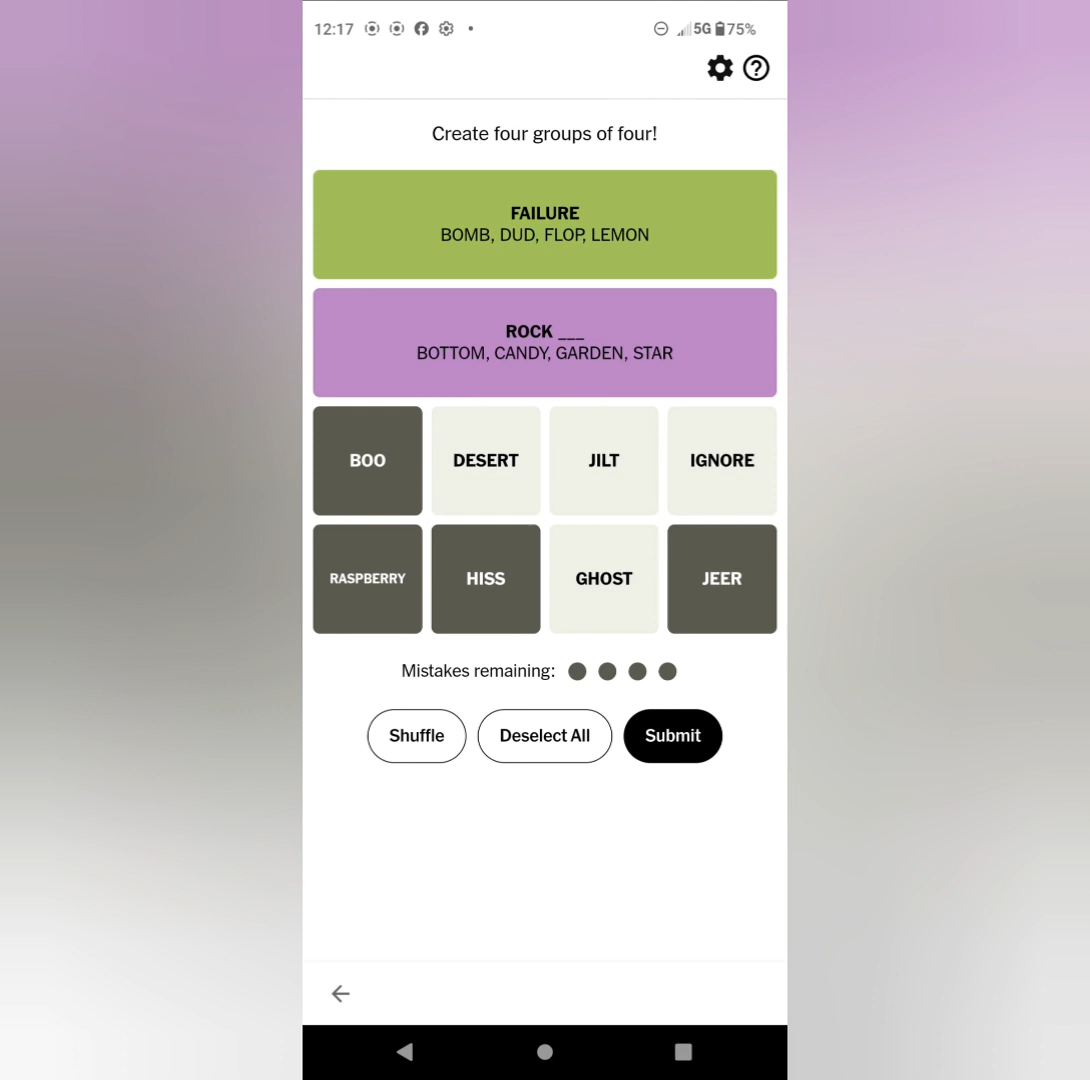 12:17 5G 75%
Create four groups of four!
FAILURE
BOMB, DUD, FLOP, LEMON
ROCK ___
BOTTOM, CANDY, GARDEN, STAR
BOO DESERT JILT IGNORE
RASPBERRY HISS GHOST JEER
Mistakes remaining:
Shuffle Deselect All Submit